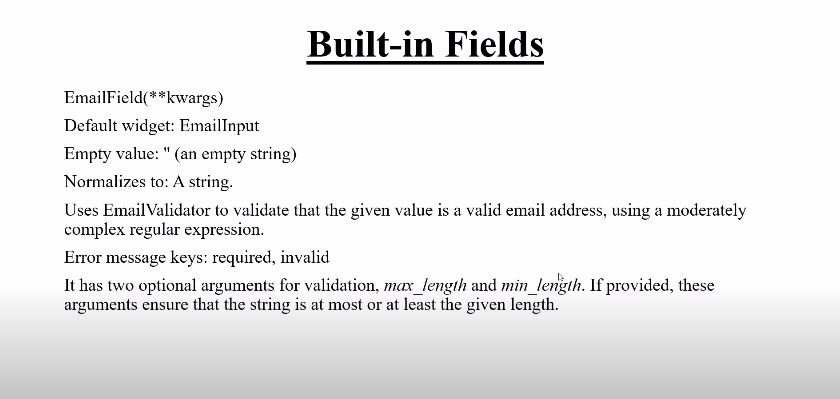 Built-in Fields
EmailField(**kwargs)
Default widget: EmailInput
Empty value: '' (an empty string)
Normalizes to: A string.
Uses EmailValidator to validate that the given value is a valid email address, using a moderately
complex regular expression.
Error message keys: required, invalid
It has two optional arguments for validation, max_length and min_length. If provided, these
arguments ensure that the string is at most or at least the given length.